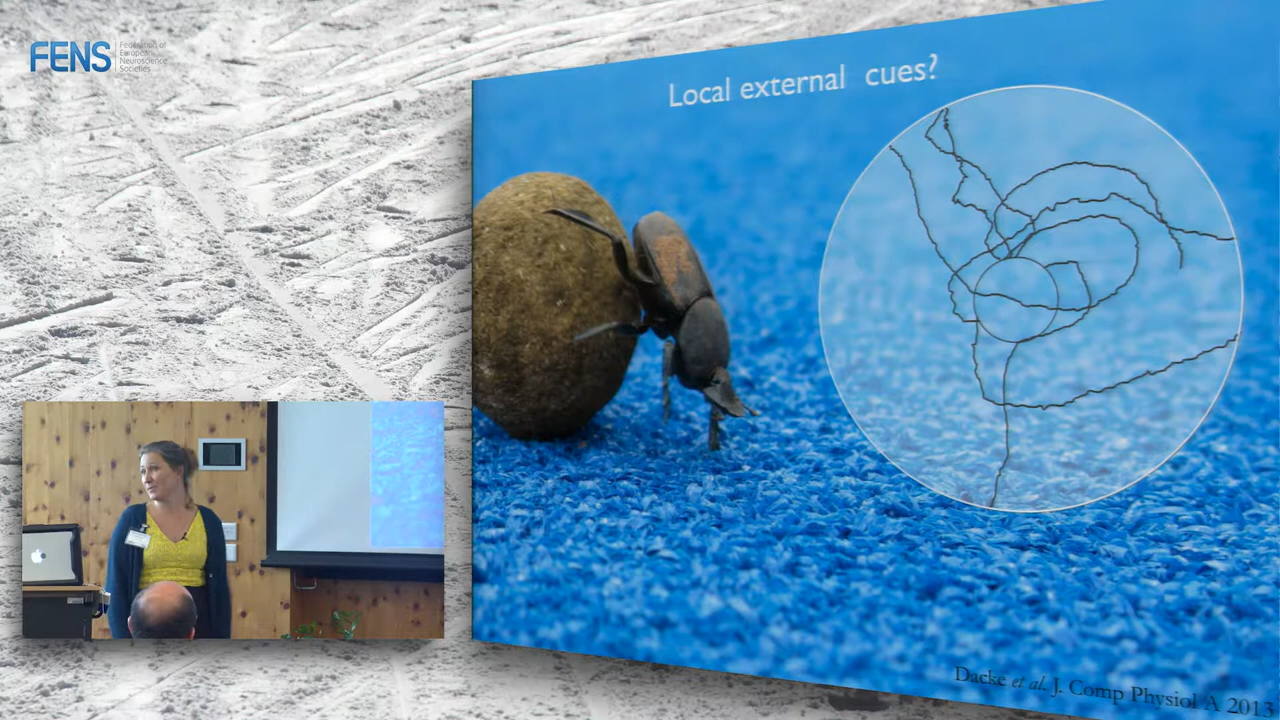 FENS
Federation of
European
Neuroscience
Societies
Local external cues?
Dacke et al. J. Comp Physiol A 2013